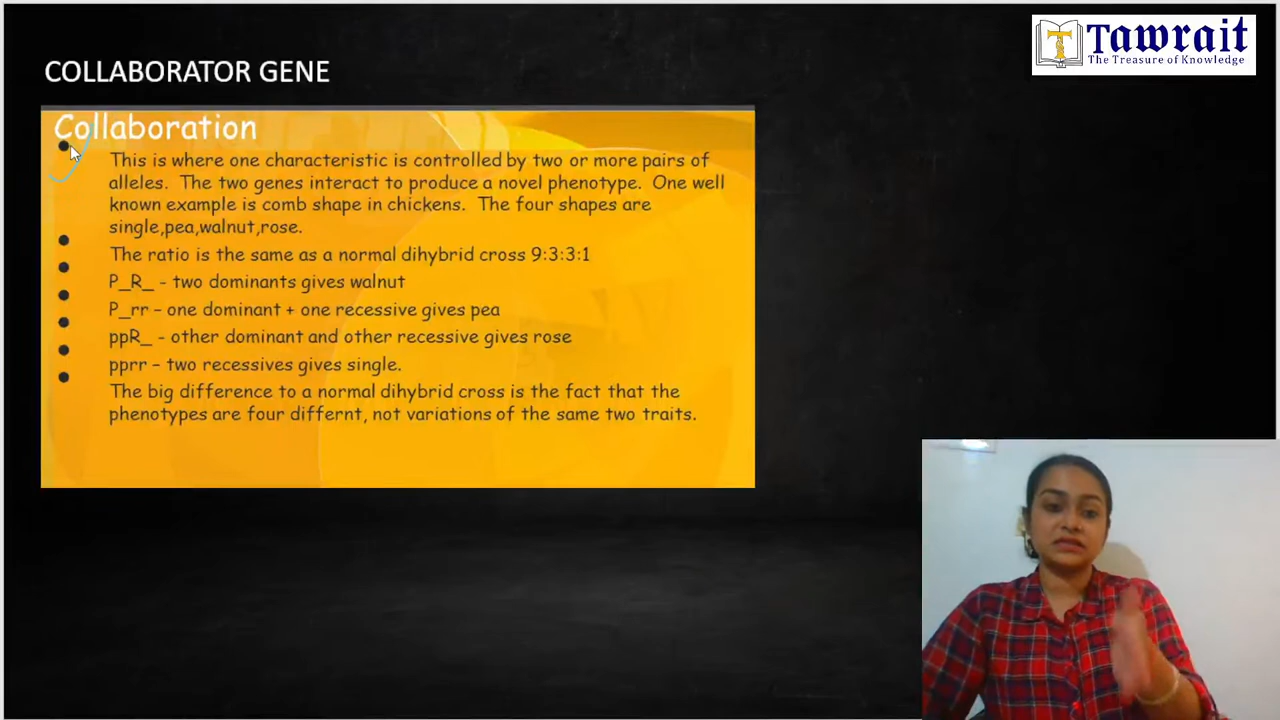 Tawrait
The Treasure of Knowledge
COLLABORATOR GENE
Collaboration
This is where one characteristic is controlled by two or more pairs of
alleles. The two genes interact to produce a novel phenotype. One well
known example is comb shape in chickens. The four shapes are
single,pea,walnut,rose.
The ratio is the same as a normal dihybrid cross 9:3:3:1
P_R_ - two dominants gives walnut
P_rr – one dominant + one recessive gives pea
ppR_ - other dominant and other recessive gives rose
pprr – two recessives gives single.
The big difference to a normal dihybrid cross is the fact that the
phenotypes are four differnt, not variations of the same two traits.